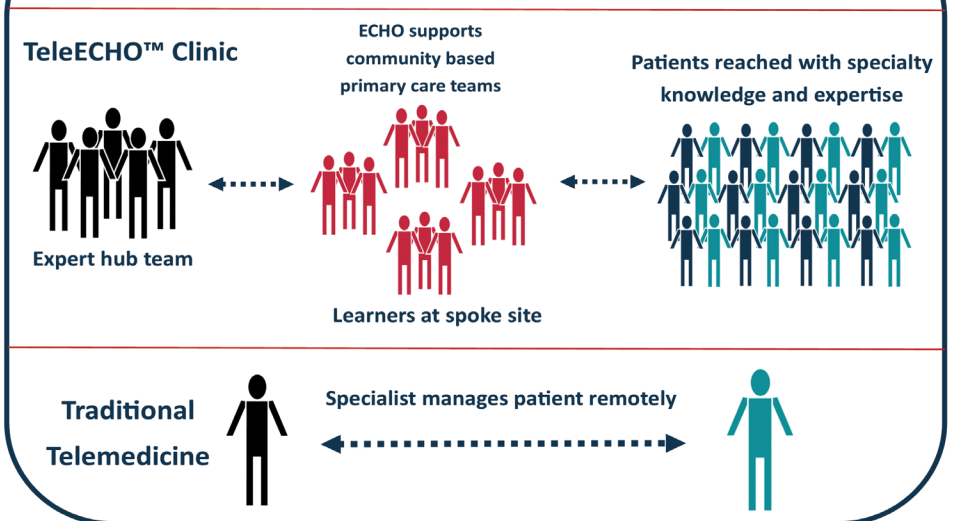 TeleECHO™ Clinic
ECHO supports
community based
primary care teams
Patients reached with specialty
knowledge and expertise
Expert hub team
Learners at spoke site
Traditional
Telemedicine
Specialist manages patient remotely